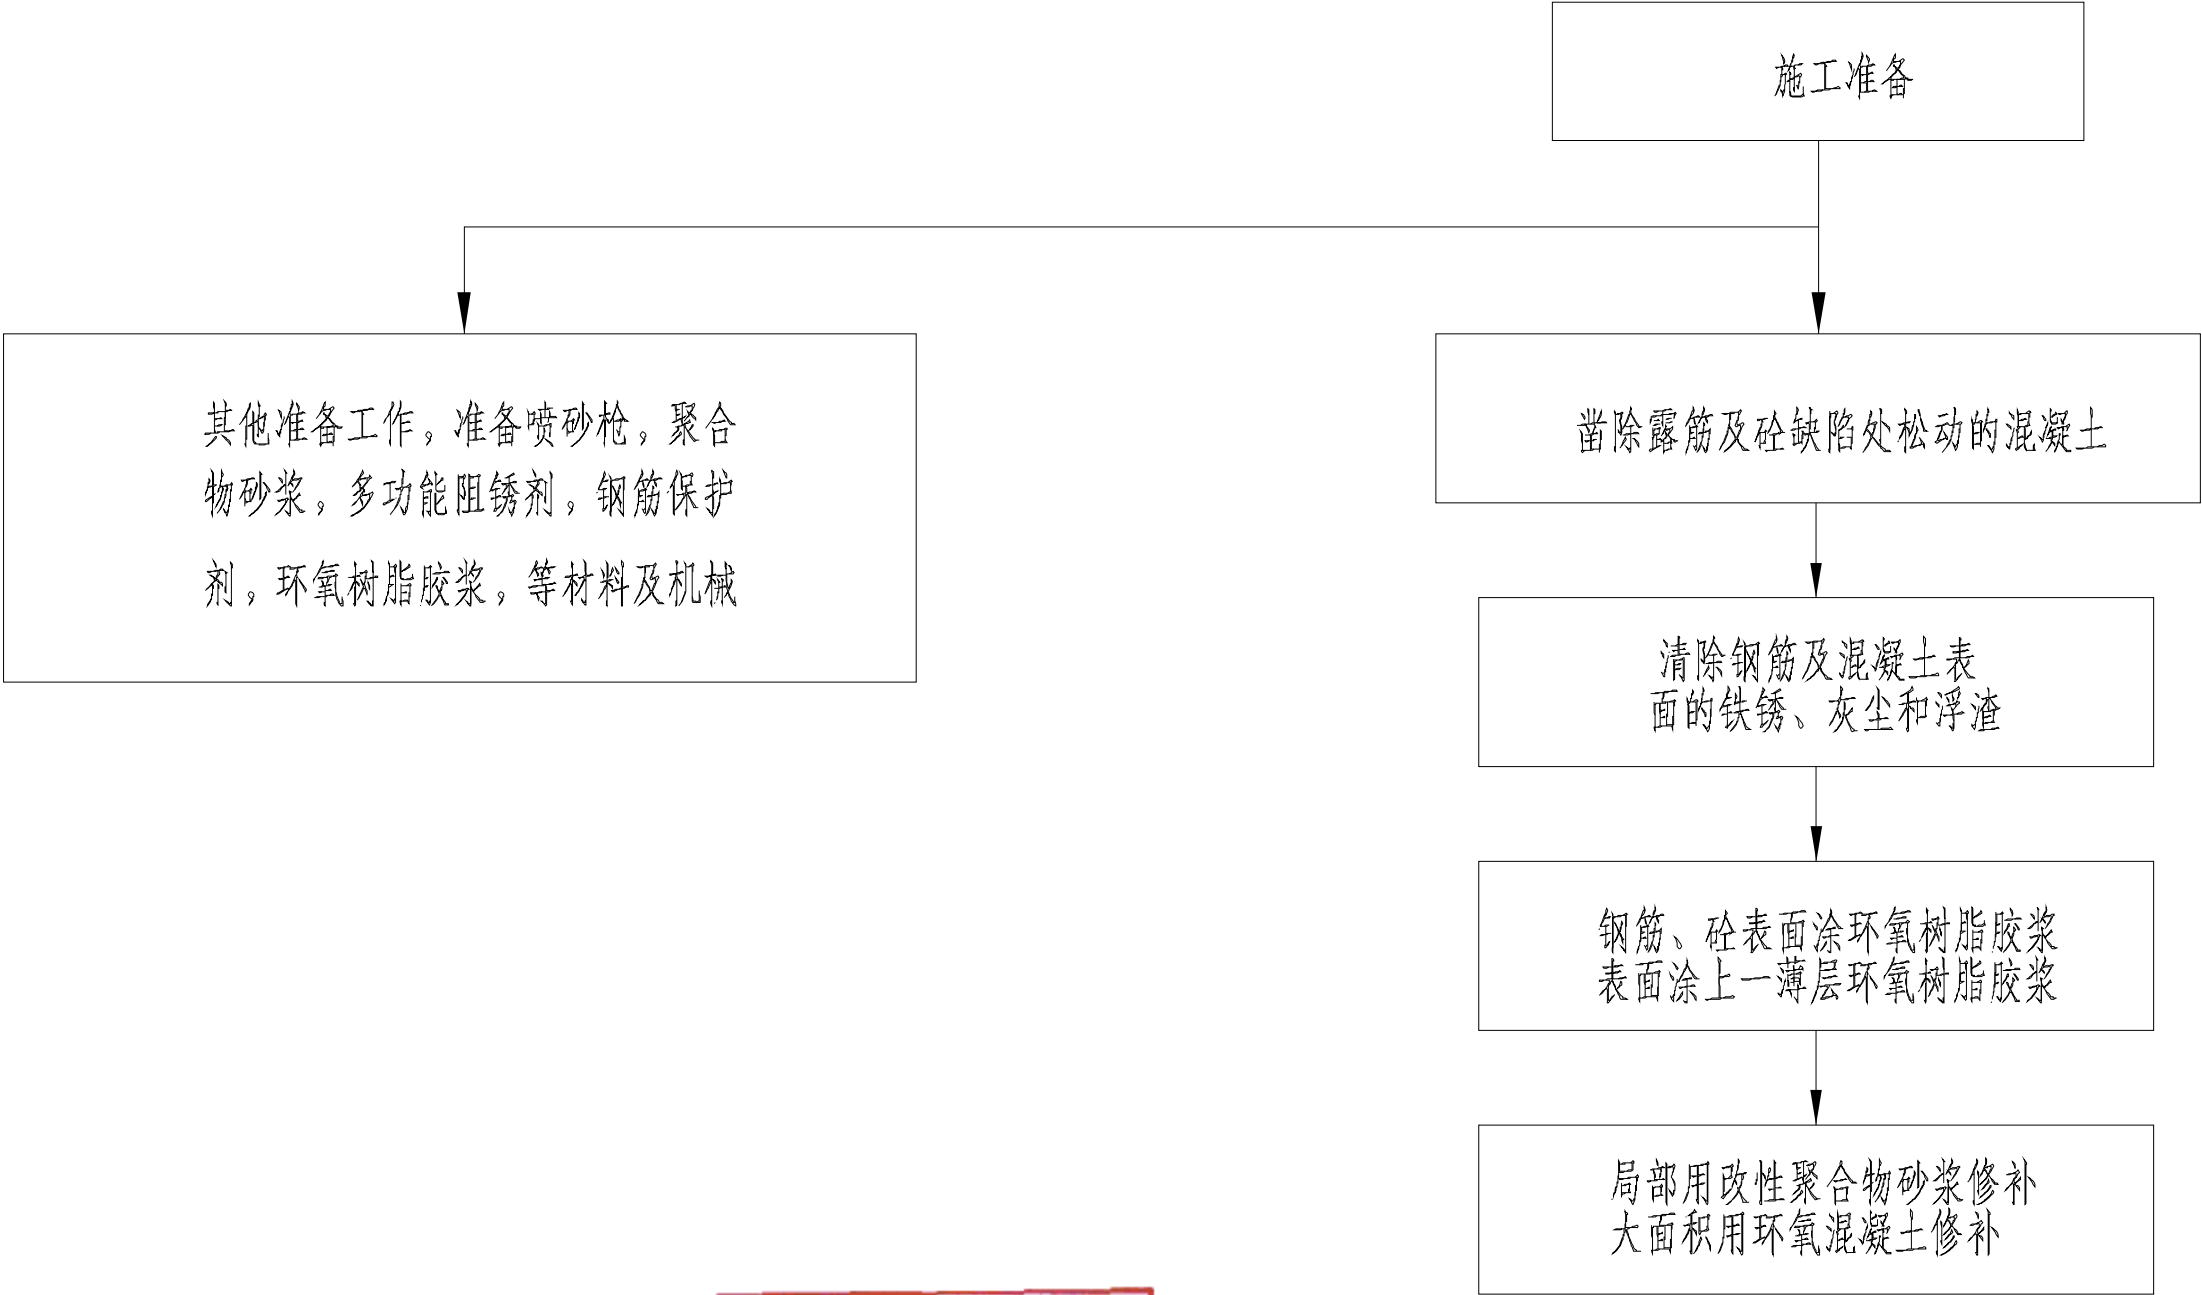 施工准备
其他准备工作，准备喷砂枪，聚合
物砂浆，多功能阻锈剂，钢筋保护
剂，环氧树脂胶浆，等材料及机械
凿除露筋及砼缺陷处松动的混凝土
清除钢筋及混凝土表
面的铁锈、灰尘和浮渣
钢筋、砼表面涂环氧树脂胶浆
表面涂上一薄层环氧树脂胶浆
局部用改性聚合物砂浆修补
大面积用环氧混凝土修补